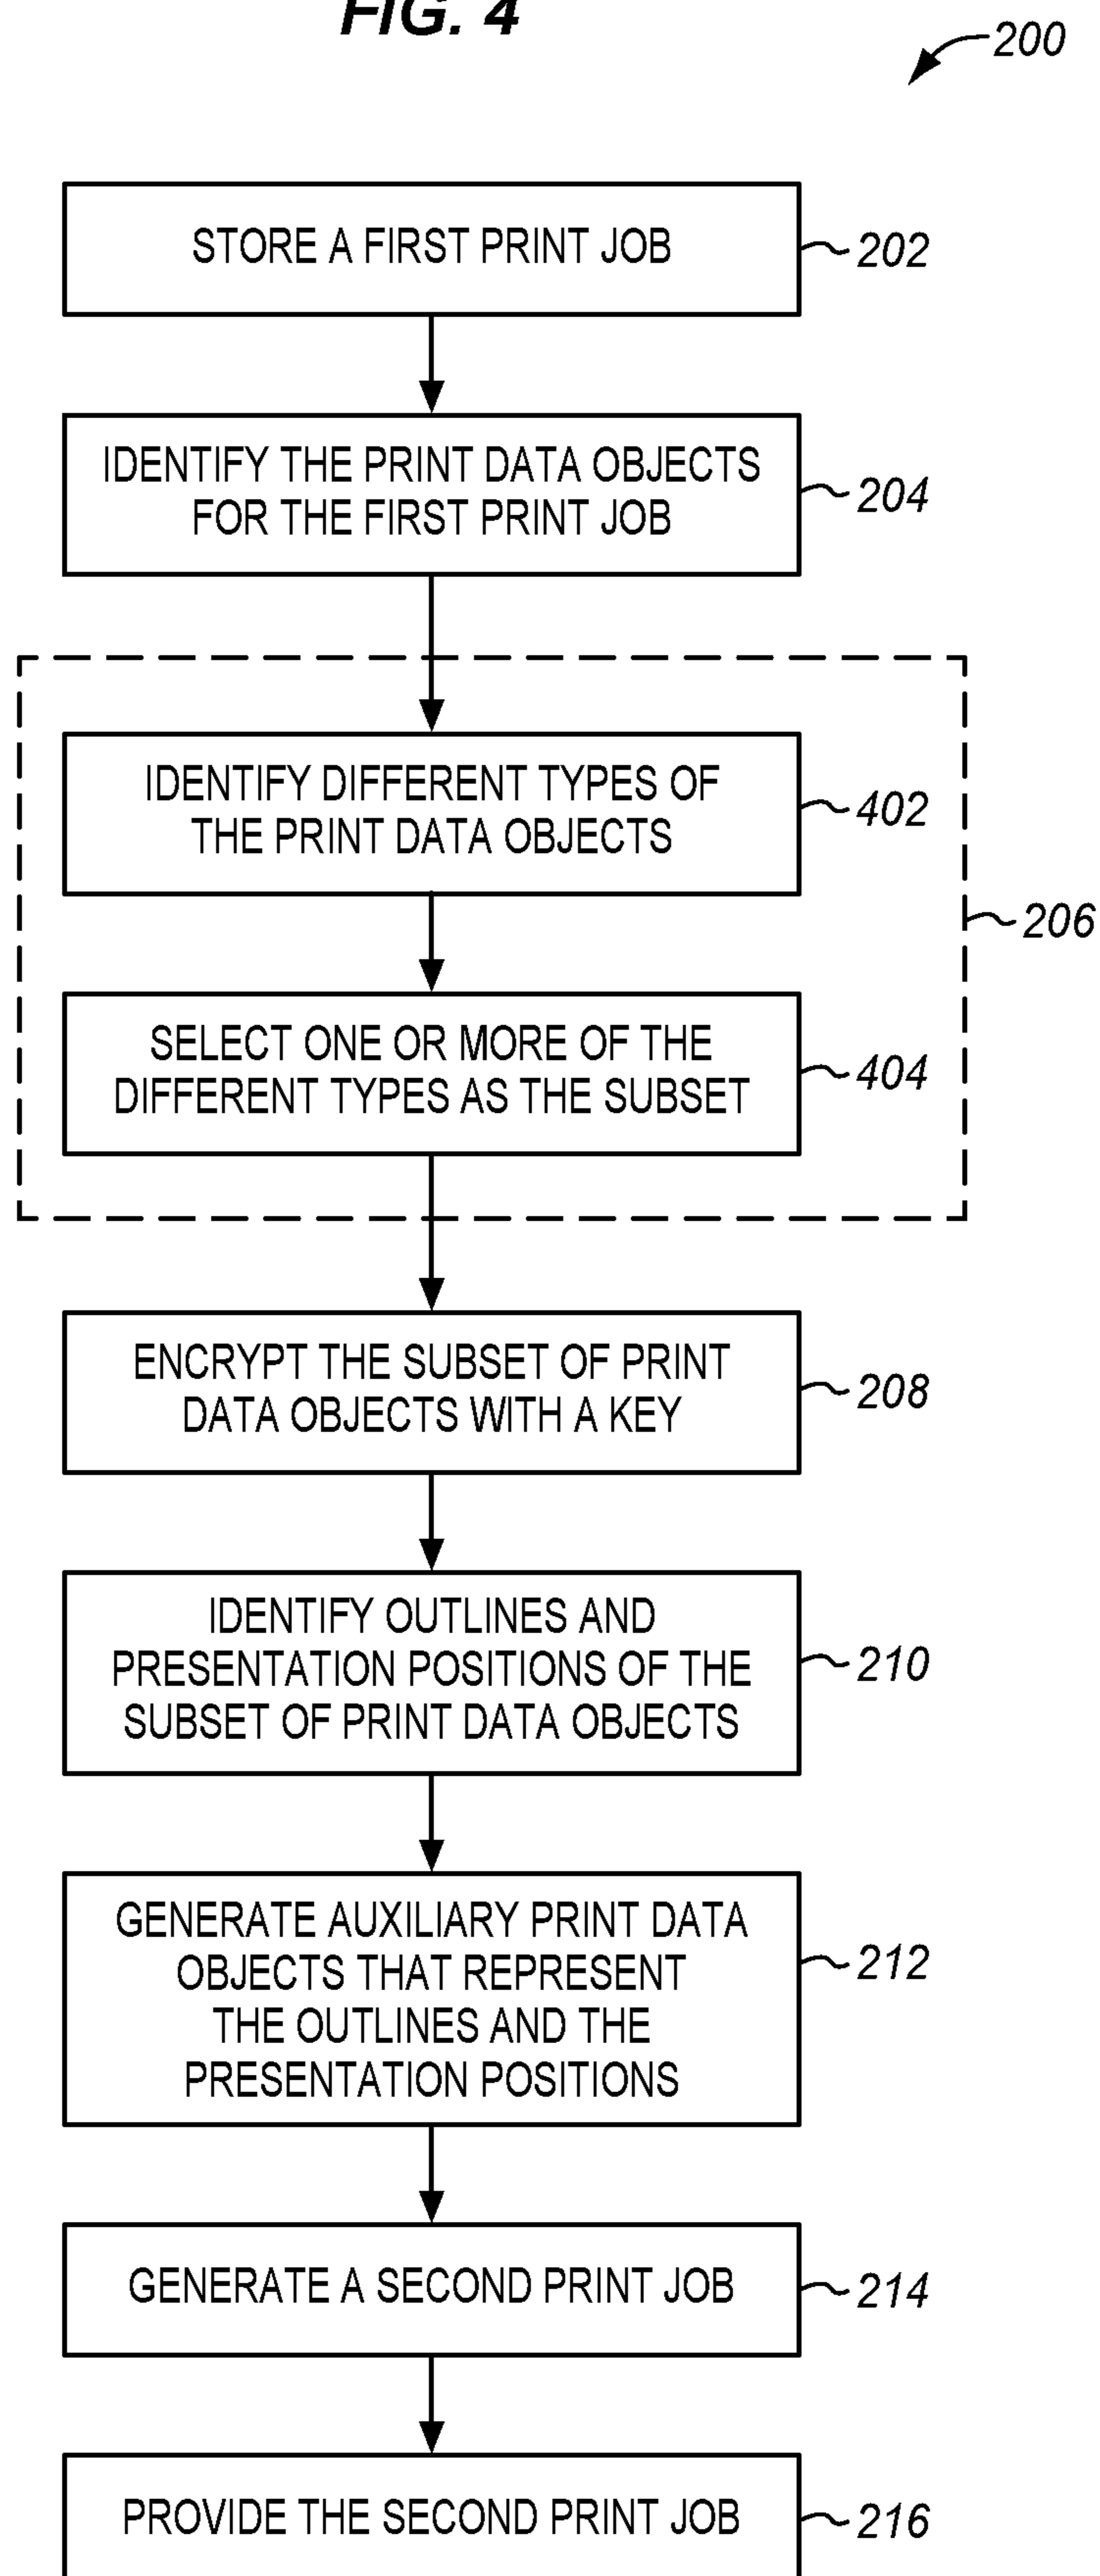 FIG. 4
200
STORE A FIRST PRINT JOB
202
IDENTIFY THE PRINT DATA OBJECTS
FOR THE FIRST PRINT JOB
204
IDENTIFY DIFFERENT TYPES OF
THE PRINT DATA OBJECTS
402
206
SELECT ONE OR MORE OF THE
DIFFERENT TYPES AS THE SUBSET
404
ENCRYPT THE SUBSET OF PRINT
DATA OBJECTS WITH A KEY
208
IDENTIFY OUTLINES AND
PRESENTATION POSITIONS OF THE
SUBSET OF PRINT DATA OBJECTS
210
GENERATE AUXILIARY PRINT DATA
OBJECTS THAT REPRESENT
THE OUTLINES AND THE
PRESENTATION POSITIONS
212
GENERATE A SECOND PRINT JOB
214
PROVIDE THE SECOND PRINT JOB
216